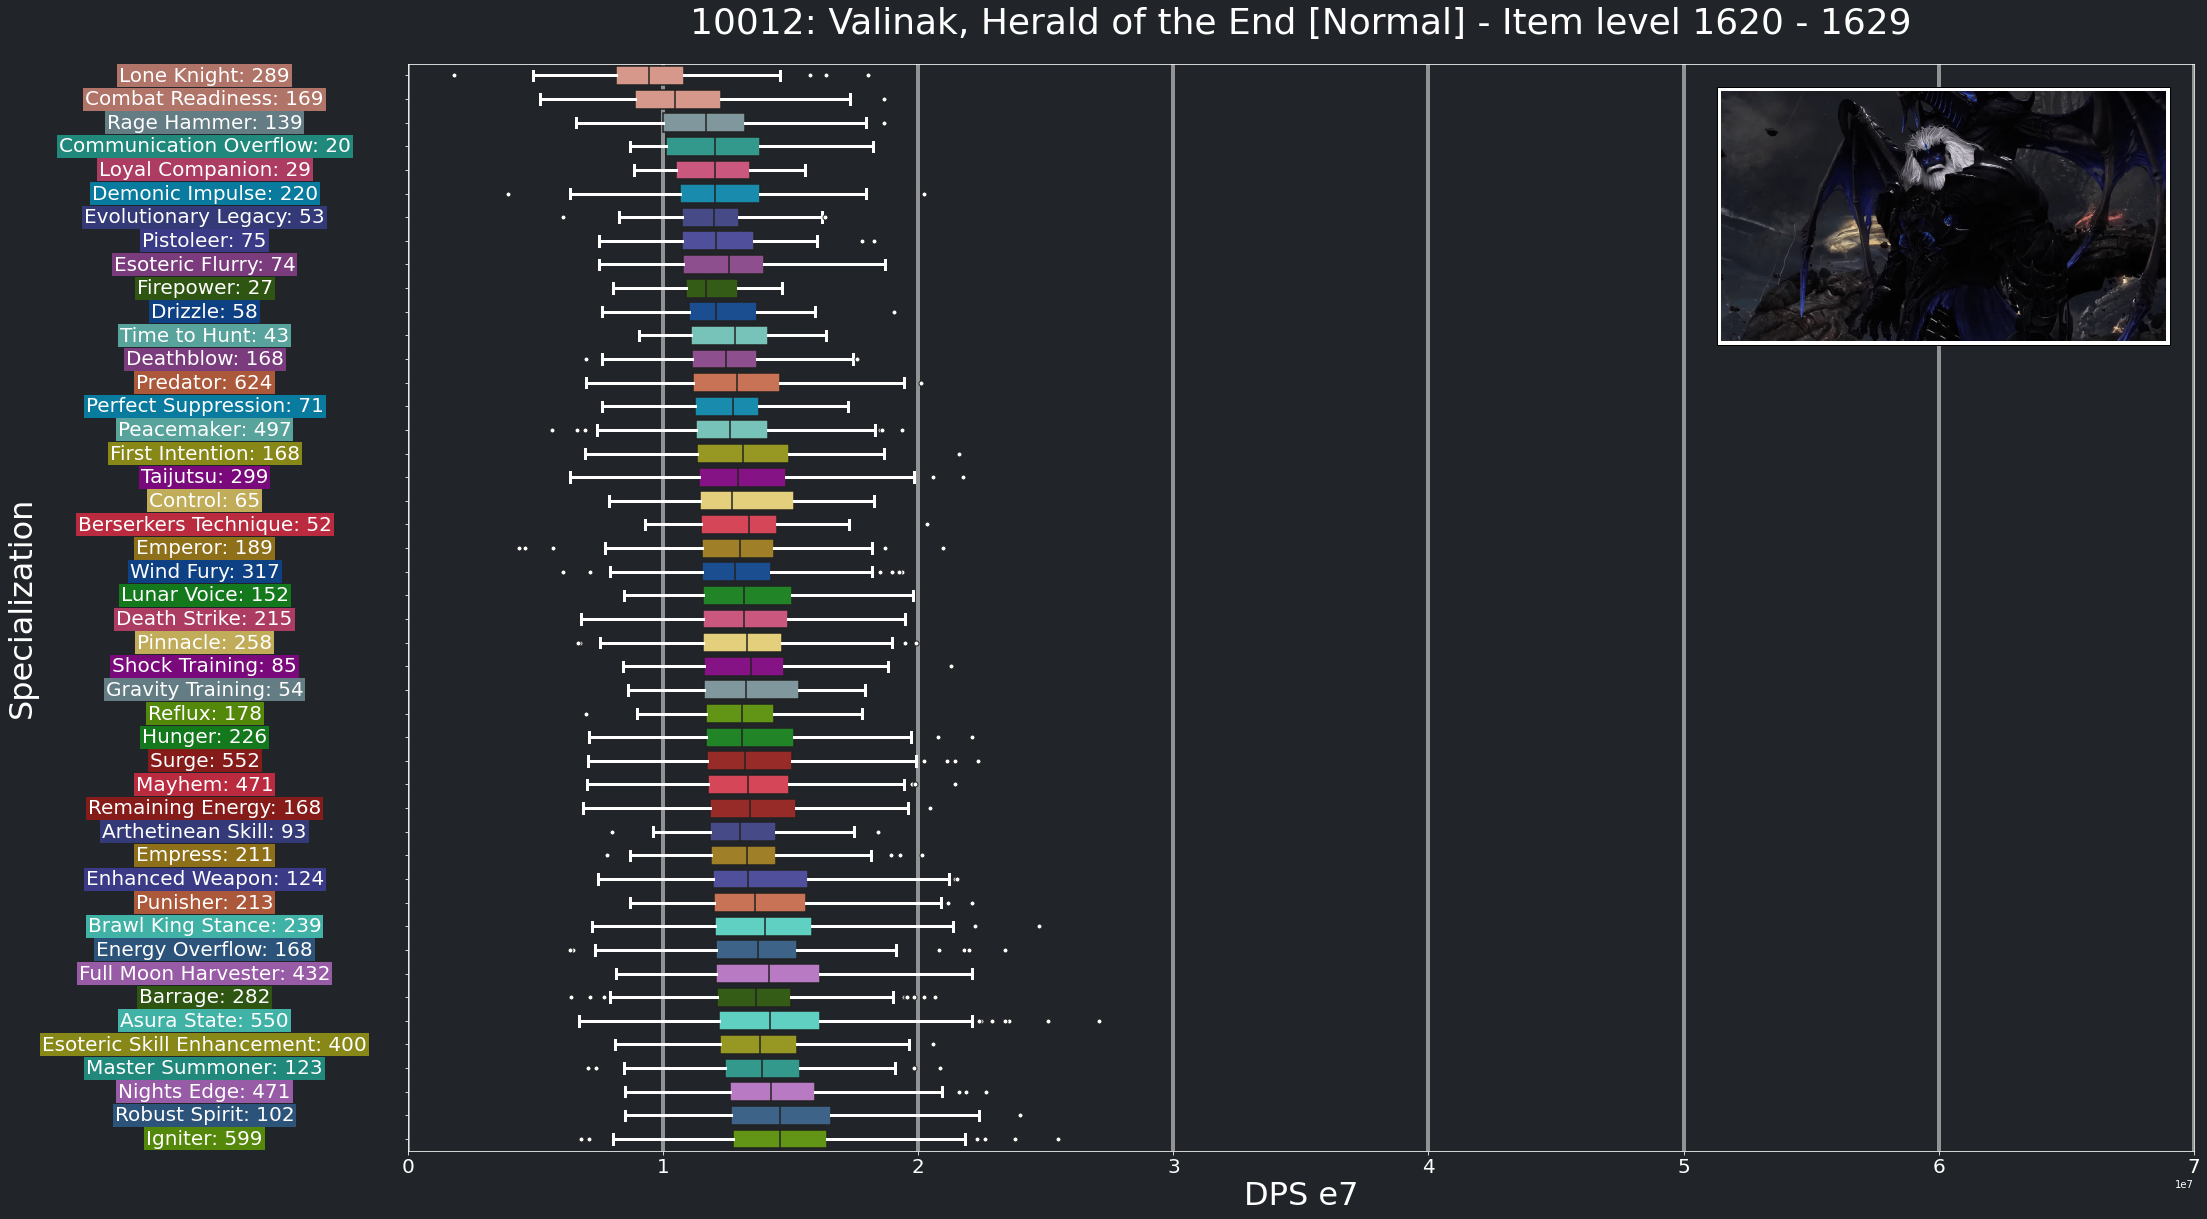 10012: Valinak, Herald of the End [Normal] - Item level 1620 - 1629
Specialization
Lone Knight: 289
Combat Readiness: 169
Rage Hammer: 139
Communication Overflow: 20
Loyal Companion: 29
Demonic Impulse: 220
Evolutionary Legacy: 53
Pistoleer: 75
Esoteric Flurry: 74
Firepower: 27
Drizzle: 58
Time to Hunt: 43
Deathblow: 168
Predator: 624
Perfect Suppression: 71
Peacemaker: 497
First Intention: 168
Taijutsu: 299
Control: 65
Berserkers Technique: 52
Emperor: 189
Wind Fury: 317
Lunar Voice: 152
Death Strike: 215
Pinnacle: 258
Shock Training: 85
Gravity Training: 54
Reflux: 178
Hunger: 226
Surge: 552
Mayhem: 471
Remaining Energy: 168
Arthetinean Skill: 93
Empress: 211
Enhanced Weapon: 124
Punisher: 213
Brawl King Stance: 239
Energy Overflow: 168
Full Moon Harvester: 432
Barrage: 282
Asura State: 550
Esoteric Skill Enhancement: 400
Master Summoner: 123
Nights Edge: 471
Robust Spirit: 102
Igniter: 599
0 1 2 3 4 5 6 7
1e7
DPS e7